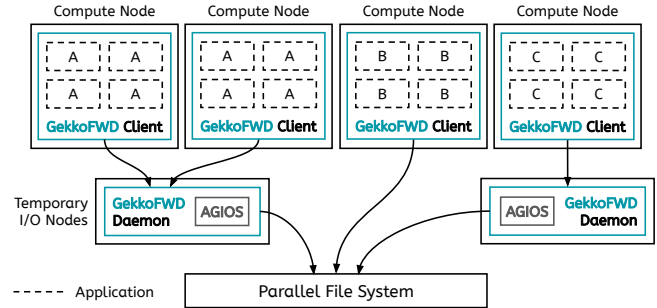 Compute Node Compute Node Compute Node Compute Node
A A A A B B C C
A A A A B B C C
GekkoFWD Client GekkoFWD Client GekkoFWD Client GekkoFWD Client
Temporary
I/O Nodes
GekkoFWD
Daemon
AGIOS
AGIOS
GekkoFWD
Daemon
Parallel File System
Application